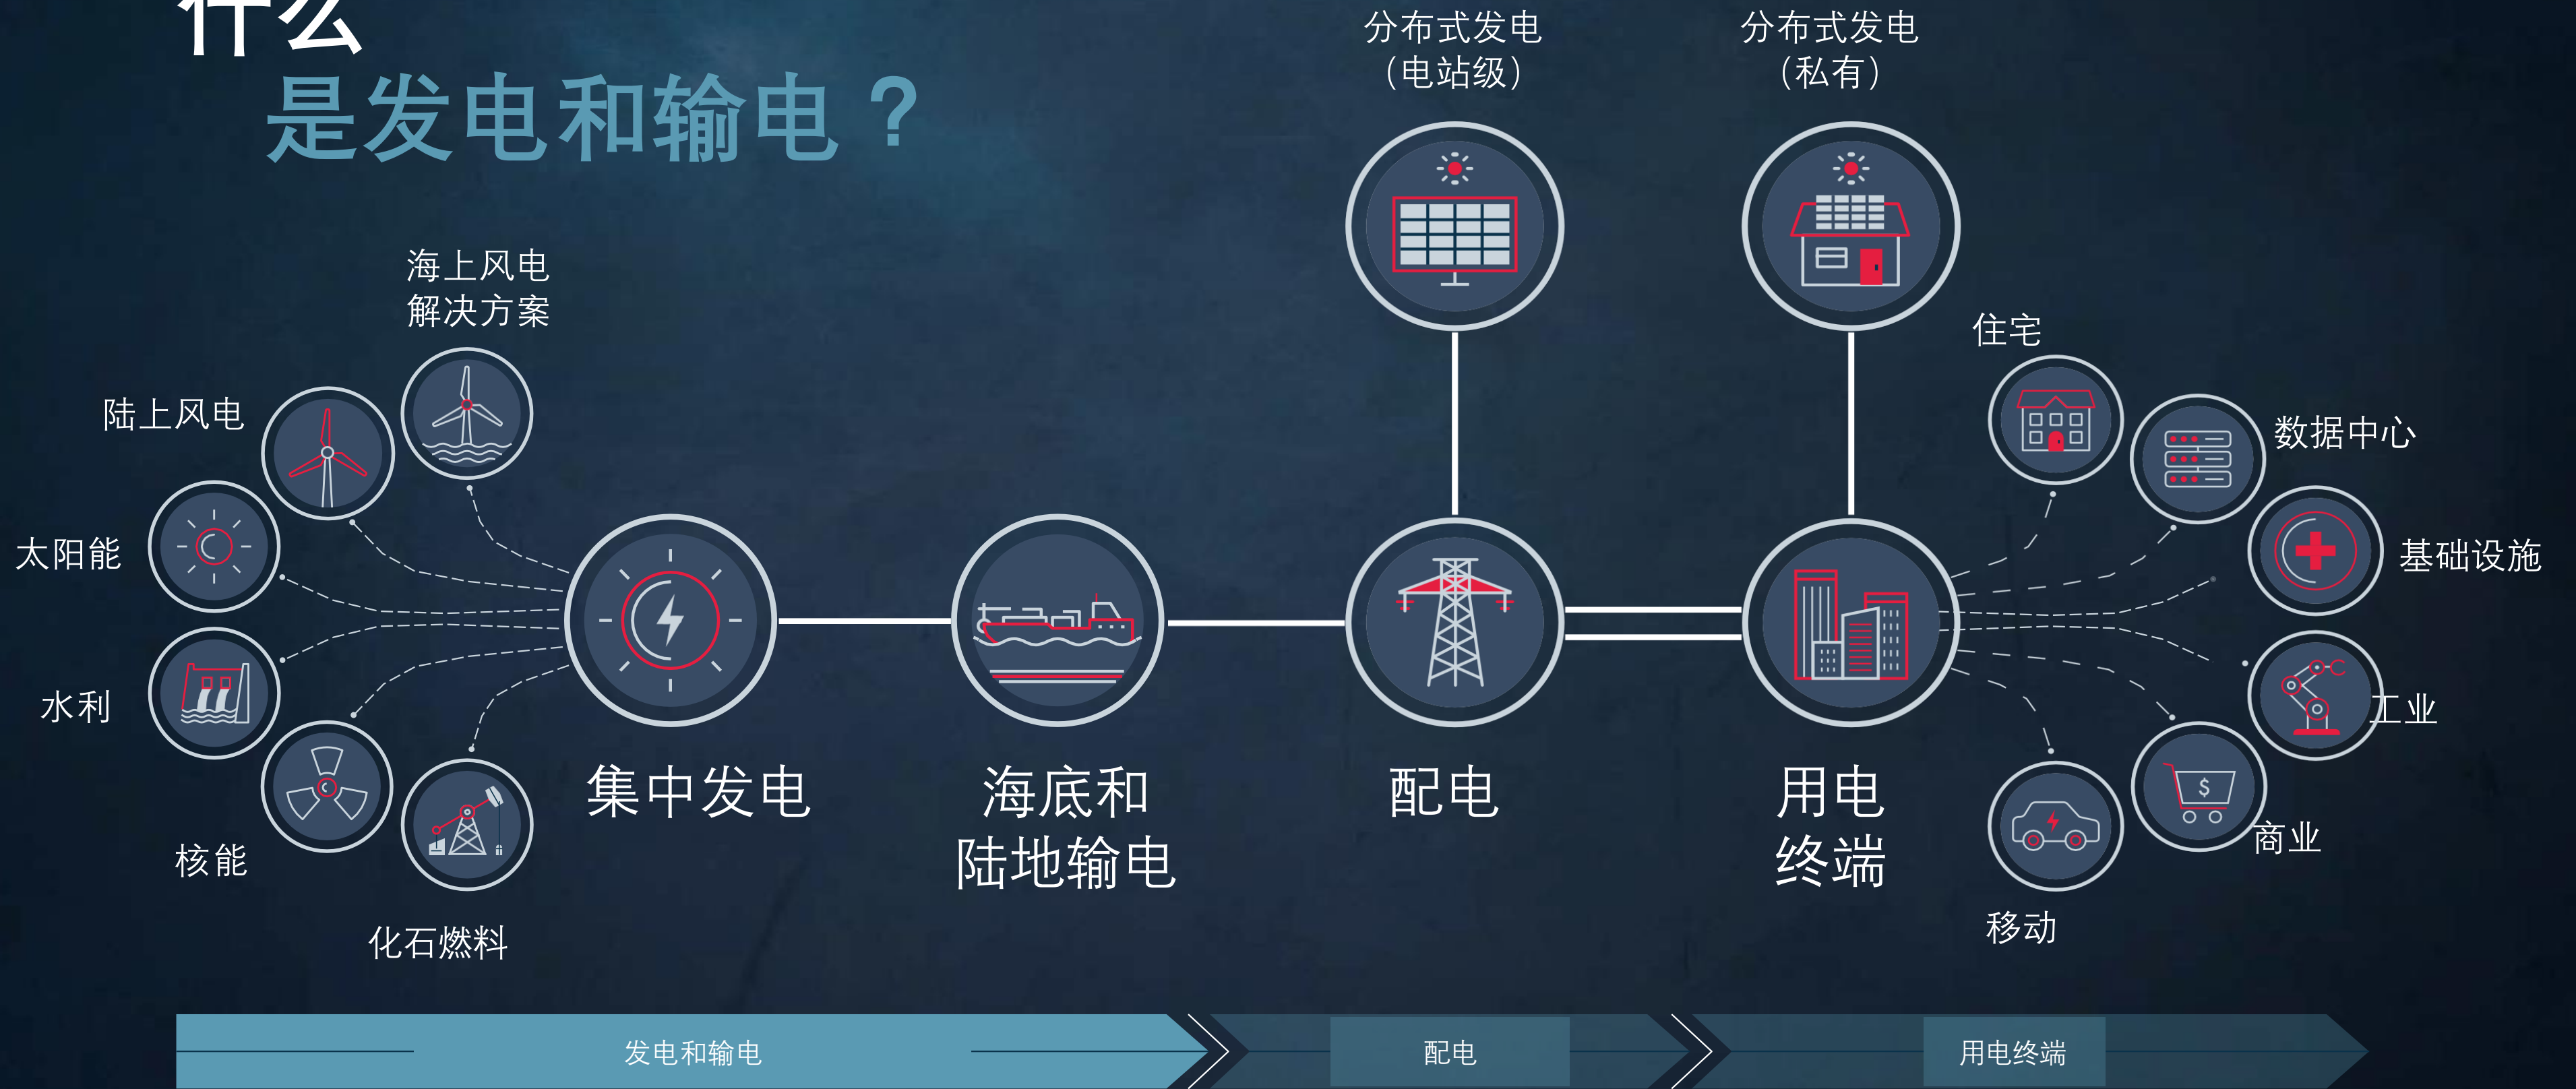 什么
是发电和输电？
分布式发电
（电站级）
分布式发电
（私有）
海上风电
解决方案
陆上风电
太阳能
水利
核能
化石燃料
集中发电
海底和
陆地输电
配电
用电
终端
住宅
数据中心
基础设施
工业
商业
$
移动
发电和输电
配电
用电终端